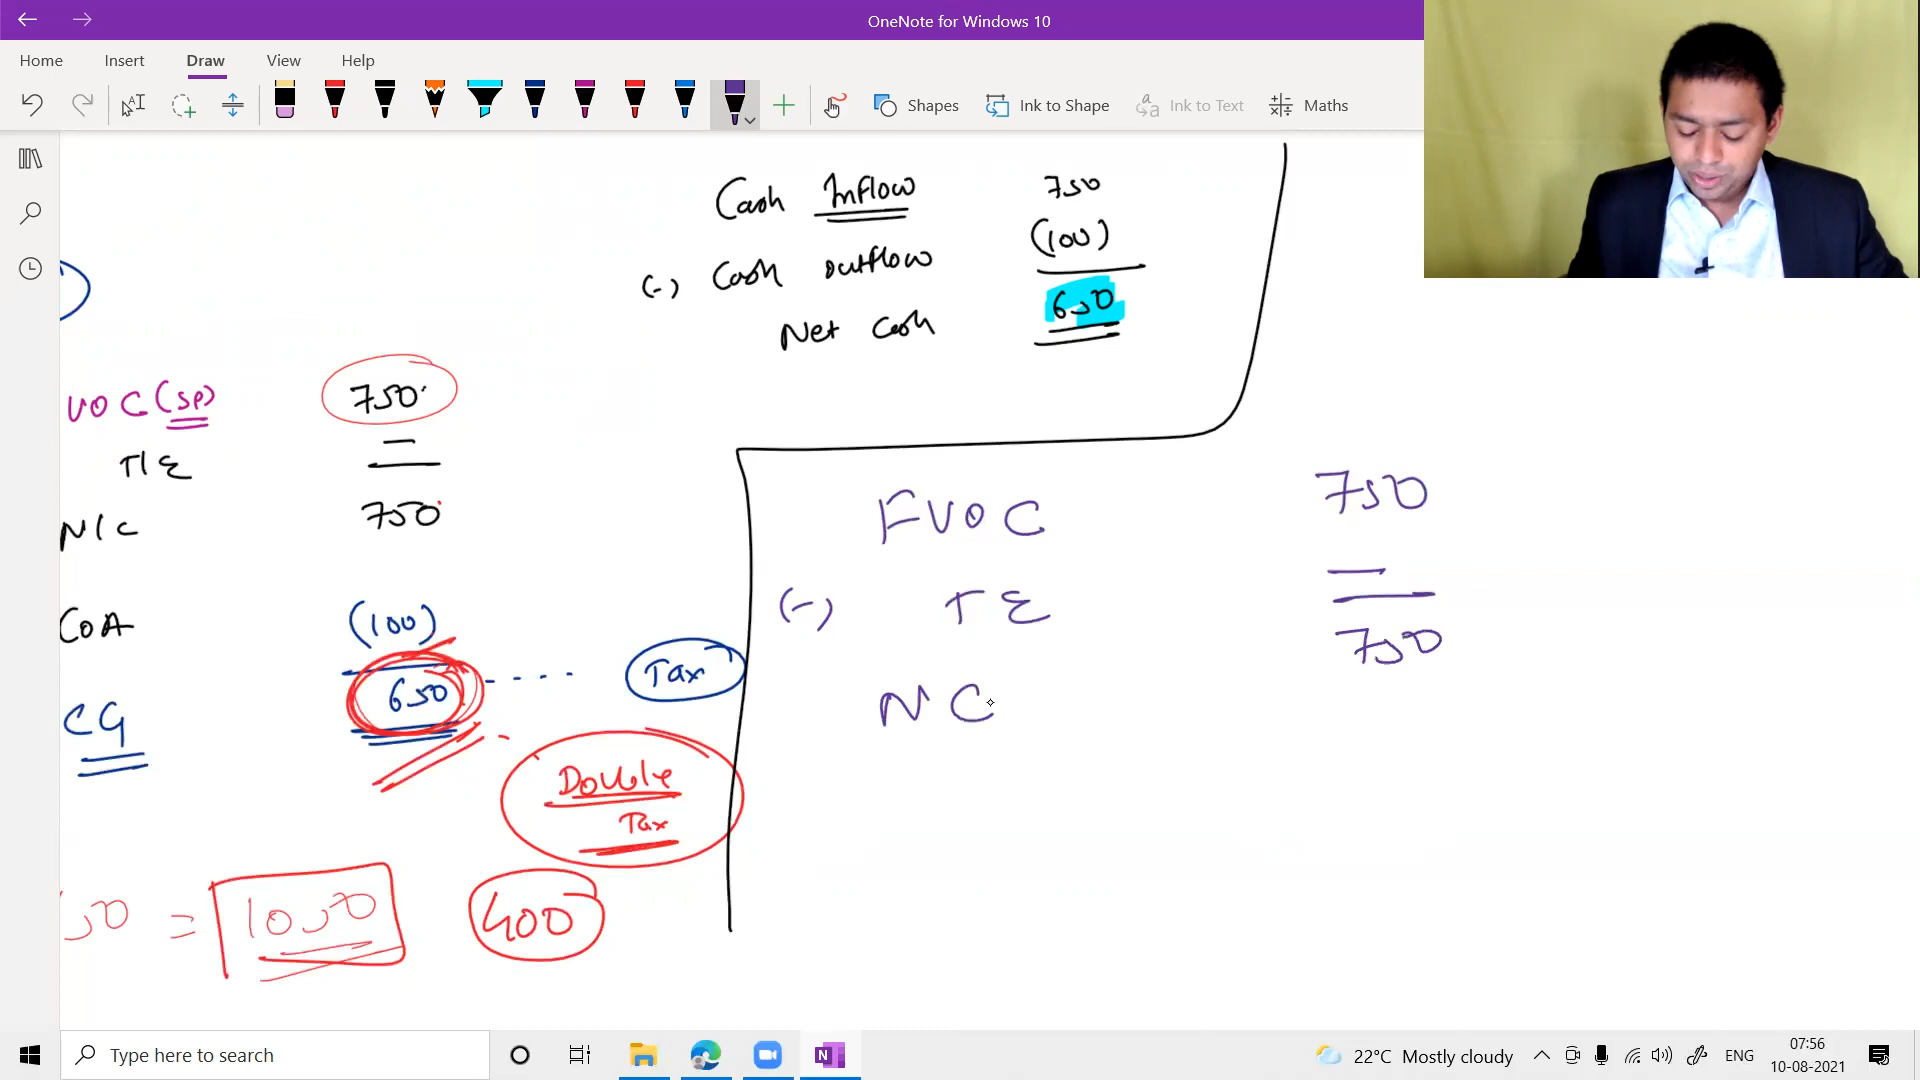 OneNote for Windows 10
Home Insert Draw View Help
Shapes Ink to Shape Ink to Text Maths
Cash Inflow 750
(-) Cash outflow (100)
Net Cash 650
VOC (SP) 750
T/E —
N/C 750
COA (100)
CG 650 Tax
Double
Tax
50 = 1050 400
FVOC 750
(-) TE —
NC 750
Type here to search
22°C Mostly cloudy
ENG
07:56
10-08-2021